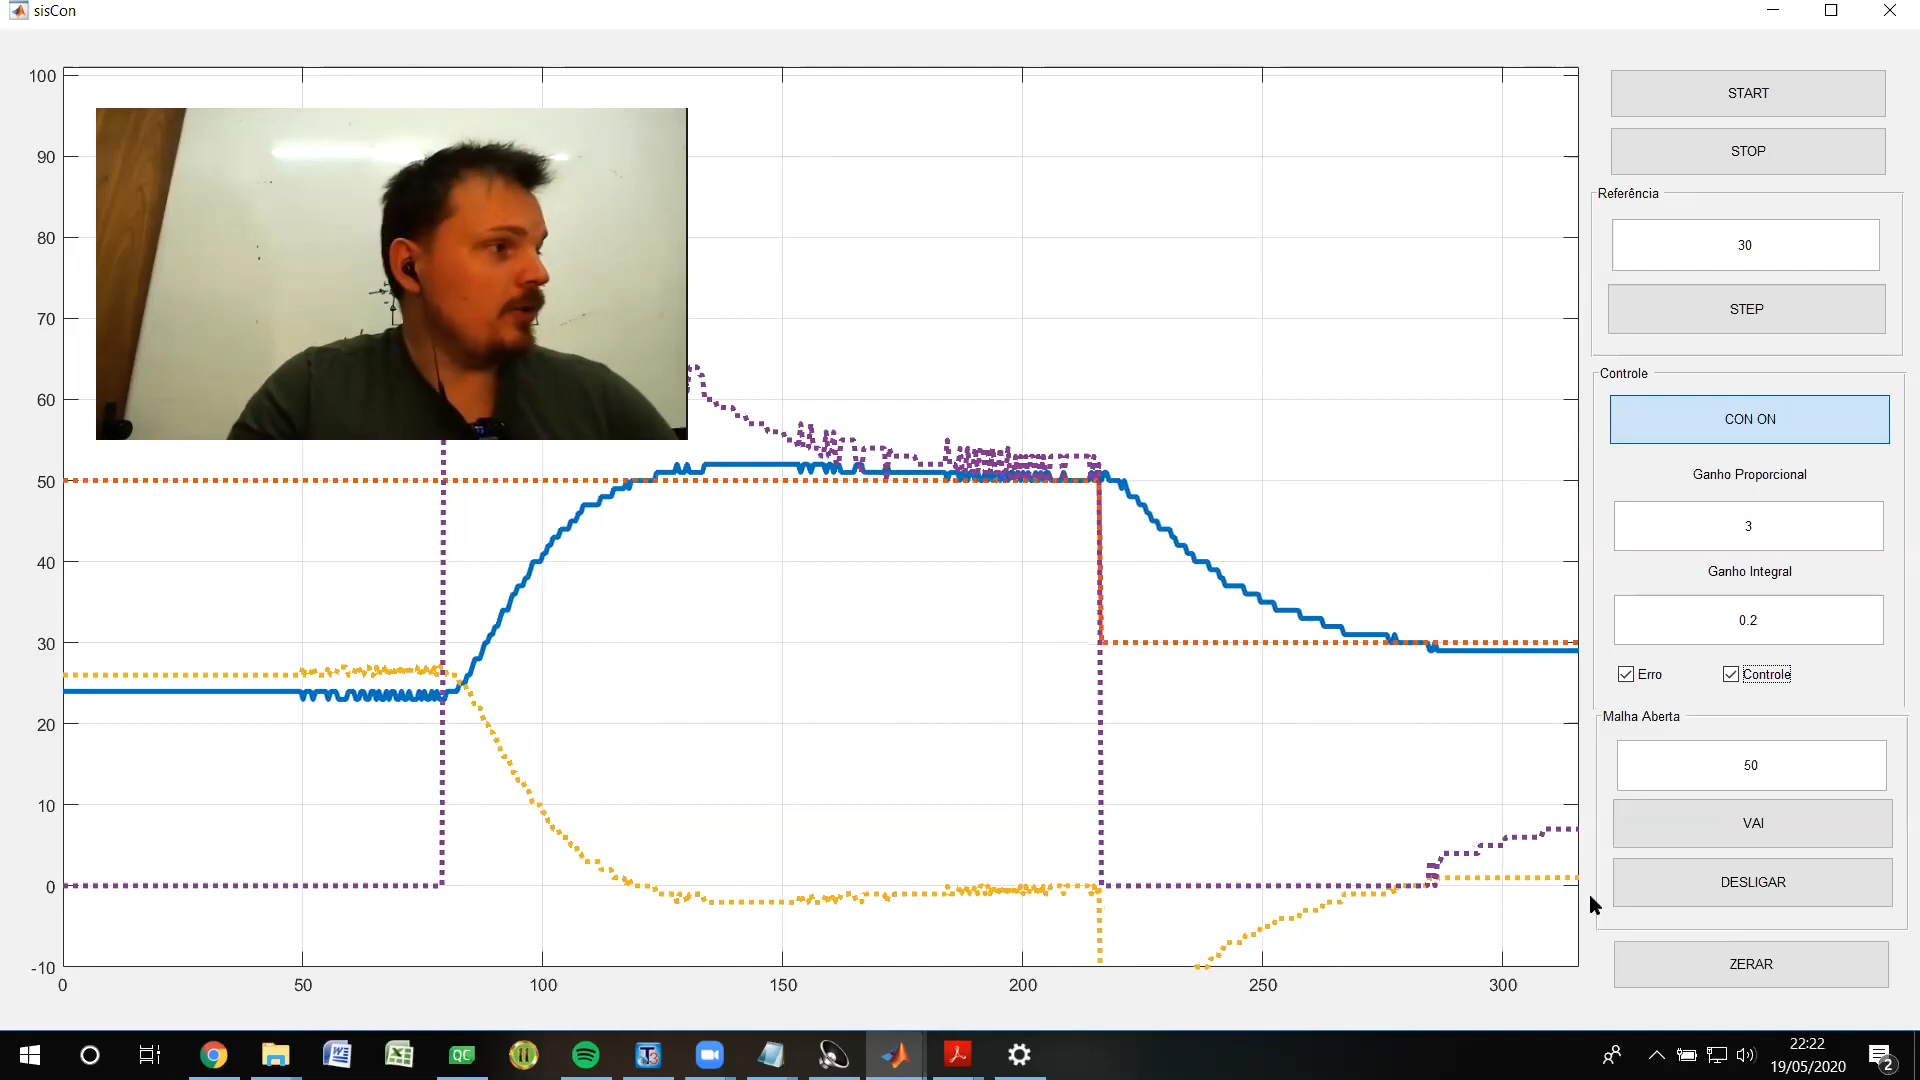 sisCon
100
90
80
70
60
50
40
30
20
10
0
-10
0 50 100 150 200 250 300
START
STOP
Referência
30
STEP
Controle
CON ON
Ganho Proporcional
3
Ganho Integral
0.2
Erro Controle
Malha Aberta
50
VAI
DESLIGAR
ZERAR
QC
22:22
19/05/2020
2